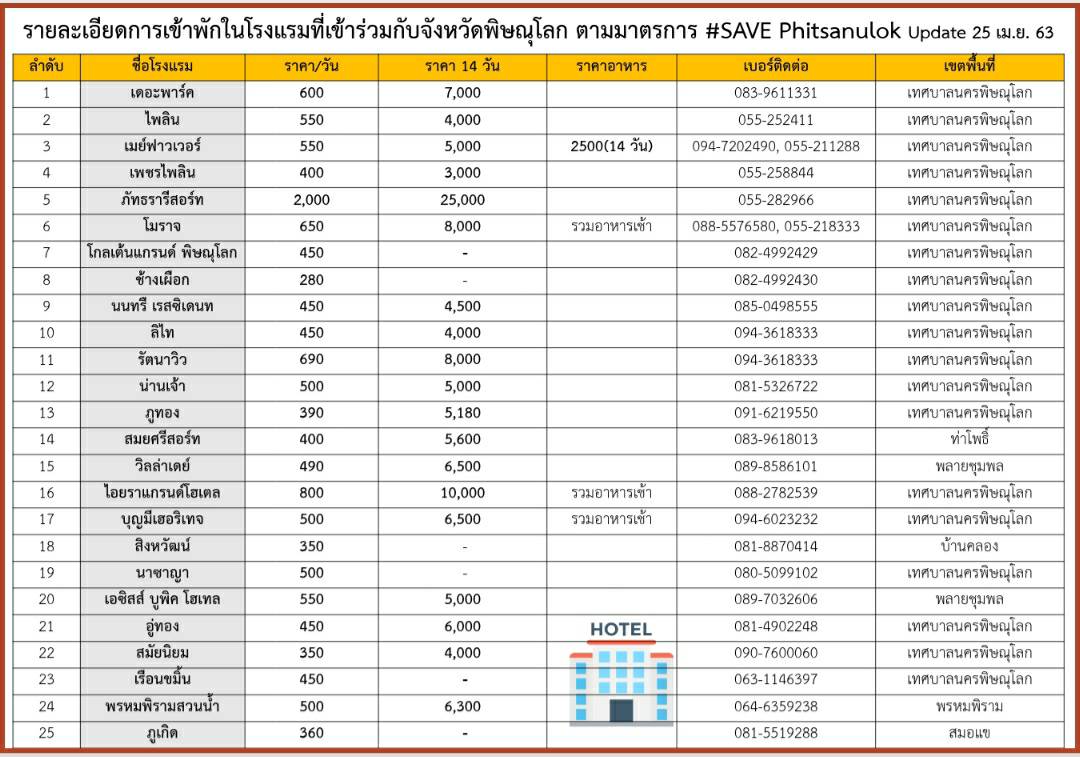 รายละเอียดการเข้าพักในโรงแรมที่เข้าร่วมกับจังหวัดพิษณุโลก ตามมาตรการ #SAVE Phitsanulok Update 25 เม.ย. 63
ลำดับ ชื่อโรงแรม ราคา/วัน ราคา 14 วัน ราคาอาหาร เบอร์ติดต่อ เขตพื้นที่
1 เดอะพาร์ค 600 7,000 083-9611331 เทศบาลนครพิษณุโลก
2 ไพลิน 550 4,000 055-252411 เทศบาลนครพิษณุโลก
3 เมย์ฟาวเวอร์ 550 5,000 2500(14 วัน) 094-7202490, 055-211288 เทศบาลนครพิษณุโลก
4 เพชรไพลิน 400 3,000 055-258844 เทศบาลนครพิษณุโลก
5 ภัทธรารีสอร์ท 2,000 25,000 055-282966 เทศบาลนครพิษณุโลก
6 โมราจ 650 8,000 รวมอาหารเช้า 088-5576580, 055-218333 เทศบาลนครพิษณุโลก
7 โกลเด้นแกรนด์ พิษณุโลก 450 - 082-4992429 เทศบาลนครพิษณุโลก
8 ช้างเผือก 280 - 082-4992430 เทศบาลนครพิษณุโลก
9 นนทรี เรสซิเดนท 450 4,500 085-0498555 เทศบาลนครพิษณุโลก
10 ลิไท 450 4,000 094-3618333 เทศบาลนครพิษณุโลก
11 รัตนาวิว 690 8,000 094-3618333 เทศบาลนครพิษณุโลก
12 น่านเจ้า 500 5,000 081-5326722 เทศบาลนครพิษณุโลก
13 ภูทอง 390 5,180 091-6219550 เทศบาลนครพิษณุโลก
14 สมยศรีสอร์ท 400 5,600 083-9618013 ท่าโพธิ์
15 วิลล่าเดย์ 490 6,500 089-8586101 พลายชุมพล
16 ไอยราแกรนด์โฮเตล 800 10,000 รวมอาหารเช้า 088-2782539 เทศบาลนครพิษณุโลก
17 บุญมีเฮอริเทจ 500 6,500 รวมอาหารเช้า 094-6023232 เทศบาลนครพิษณุโลก
18 สิงหวัฒน์ 350 - 081-8870414 บ้านคลอง
19 นาซาญา 500 - 080-5099102 เทศบาลนครพิษณุโลก
20 เอซิสส์ บูพิค โฮเทล 550 5,000 089-7032606 พลายชุมพล
21 อู่ทอง 450 6,000 081-4902248 เทศบาลนครพิษณุโลก
HOTEL
22 สมัยนิยม 350 4,000 090-7600060 เทศบาลนครพิษณุโลก
23 เรือนขมิ้น 450 - 063-1146397 เทศบาลนครพิษณุโลก
24 พรหมพิรามสวนน้ำ 500 6,300 064-6359238 พรหมพิราม
25 ภูเกิด 360 - 081-5519288 สมอแข